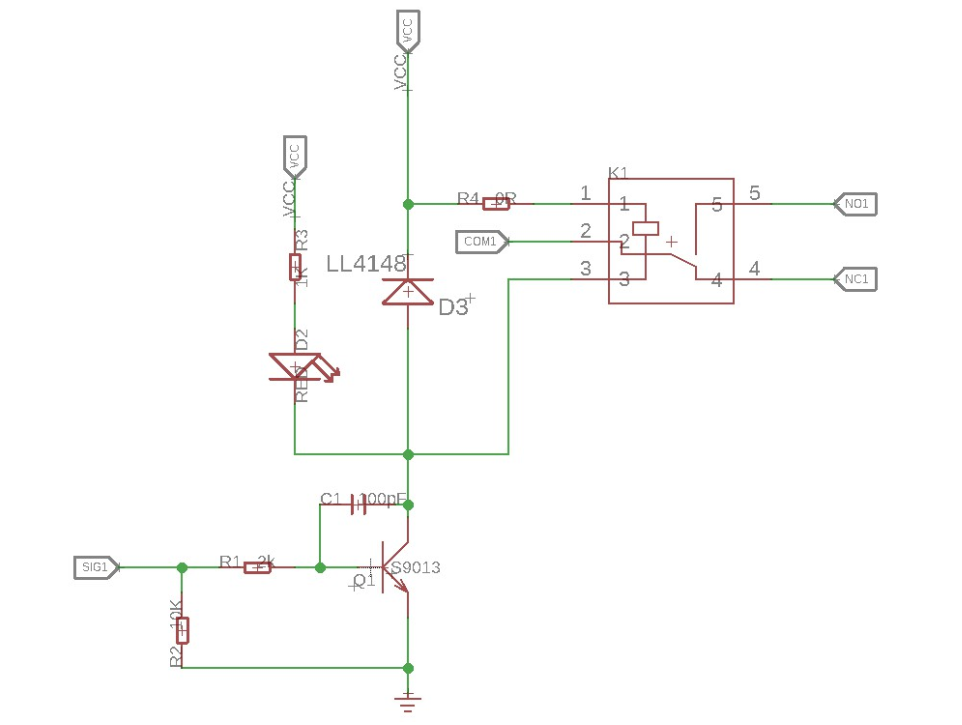 VCC
VCC
VCC
VCC
R3
1K
R4 0R
K1
1 1
5 5
NO1
COM1
2 2
LL4148
3 3
4 4
NC1
D3
D2
RED
C1 100pF
SIG1
R1 2k
S9013
Q1
10K
R2